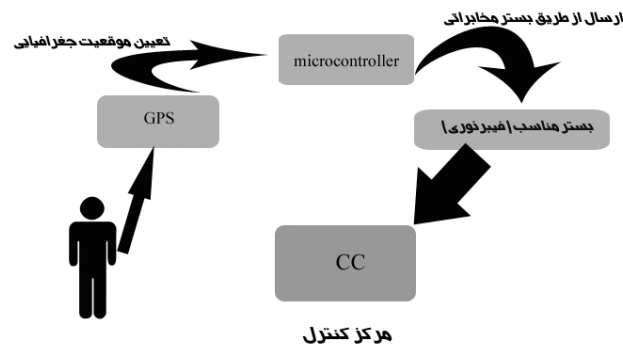 ارسال از طریق بستر مخابراتی
تعیین موقعیت جغرافیایی
microcontroller
GPS
بستر مناسب(فیبرنوری)
CC
مرکز کنترل